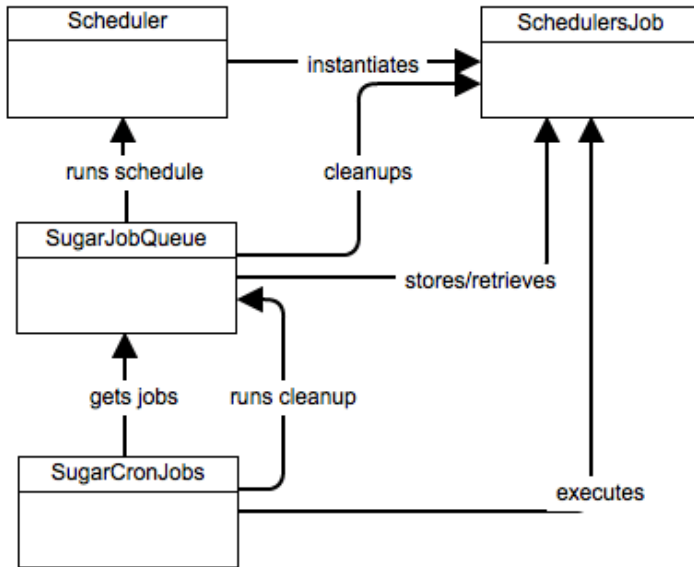 Scheduler
SchedulersJob
instantiates
runs schedule
cleanups
SugarJobQueue
stores/retrieves
gets jobs
runs cleanup
SugarCronJobs
executes